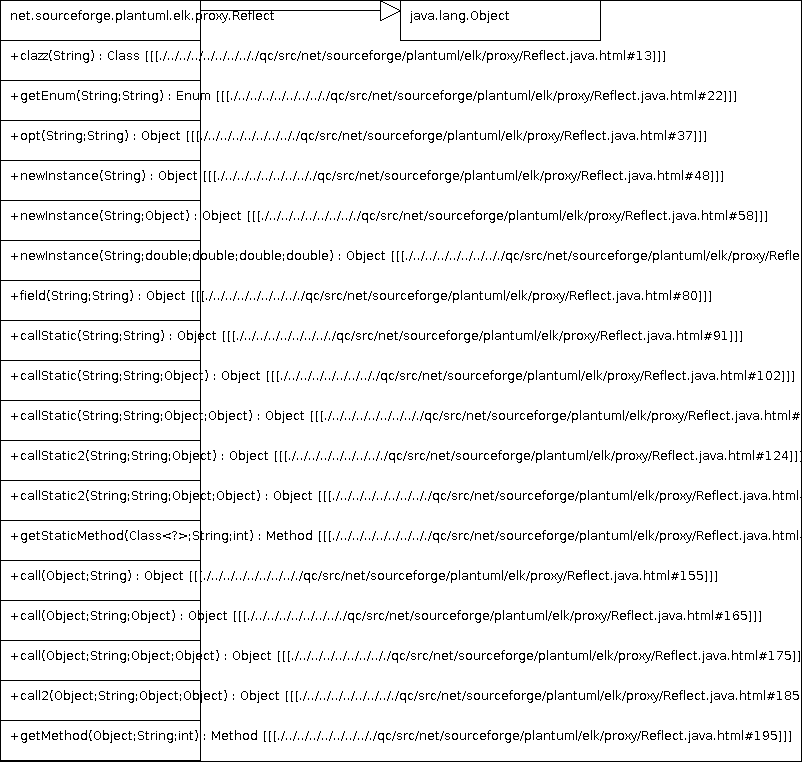 net.sourceforge.plantuml.elk.proxy.Reflect
java.lang.Object
+clazz(String) : Class [[[./../../../../../../../qc/src/net/sourceforge/plantuml/elk/proxy/Reflect.java.html#13]]]
+getEnum(String;String) : Enum [[[./../../../../../../../qc/src/net/sourceforge/plantuml/elk/proxy/Reflect.java.html#22]]]
+opt(String;String) : Object [[[./../../../../../../../qc/src/net/sourceforge/plantuml/elk/proxy/Reflect.java.html#37]]]
+newInstance(String) : Object [[[./../../../../../../../qc/src/net/sourceforge/plantuml/elk/proxy/Reflect.java.html#48]]]
+newInstance(String;Object) : Object [[[./../../../../../../../qc/src/net/sourceforge/plantuml/elk/proxy/Reflect.java.html#58]]]
+newInstance(String;double;double;double;double) : Object [[[./../../../../../../../qc/src/net/sourceforge/plantuml/elk/proxy/Refle
+field(String;String) : Object [[[./../../../../../../../qc/src/net/sourceforge/plantuml/elk/proxy/Reflect.java.html#80]]]
+callStatic(String;String) : Object [[[./../../../../../../../qc/src/net/sourceforge/plantuml/elk/proxy/Reflect.java.html#91]]]
+callStatic(String;String;Object) : Object [[[./../../../../../../../qc/src/net/sourceforge/plantuml/elk/proxy/Reflect.java.html#102]]]
+callStatic(String;String;Object;Object) : Object [[[./../../../../../../../qc/src/net/sourceforge/plantuml/elk/proxy/Reflect.java.html#
+callStatic2(String;String;Object) : Object [[[./../../../../../../../qc/src/net/sourceforge/plantuml/elk/proxy/Reflect.java.html#124]]]
+callStatic2(String;String;Object;Object) : Object [[[./../../../../../../../qc/src/net/sourceforge/plantuml/elk/proxy/Reflect.java.html
+getStaticMethod(Class<?>;String;int) : Method [[[./../../../../../../../qc/src/net/sourceforge/plantuml/elk/proxy/Reflect.java.html
+call(Object;String) : Object [[[./../../../../../../../qc/src/net/sourceforge/plantuml/elk/proxy/Reflect.java.html#155]]]
+call(Object;String;Object) : Object [[[./../../../../../../../qc/src/net/sourceforge/plantuml/elk/proxy/Reflect.java.html#165]]]
+call(Object;String;Object;Object) : Object [[[./../../../../../../../qc/src/net/sourceforge/plantuml/elk/proxy/Reflect.java.html#175]]
+call2(Object;String;Object;Object) : Object [[[./../../../../../../../qc/src/net/sourceforge/plantuml/elk/proxy/Reflect.java.html#185
+getMethod(Object;String;int) : Method [[[./../../../../../../../qc/src/net/sourceforge/plantuml/elk/proxy/Reflect.java.html#195]]]